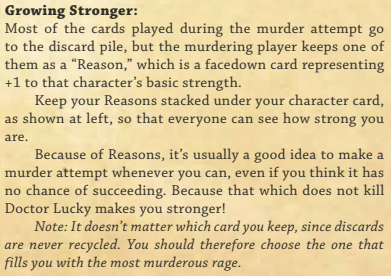 Growing Stronger:
Most of the cards played during the murder attempt go
to the discard pile, but the murdering player keeps one of
them as a “Reason,” which is a facedown card representing
+1 to that character’s basic strength.
Keep your Reasons stacked under your character card,
as shown at left, so that everyone can see how strong you
are.
Because of Reasons, it’s usually a good idea to make a
murder attempt whenever you can, even if you think it has
no chance of succeeding. Because that which does not kill
Doctor Lucky makes you stronger!
Note: It doesn’t matter which card you keep, since discards
are never recycled. You should therefore choose the one that
fills you with the most murderous rage.